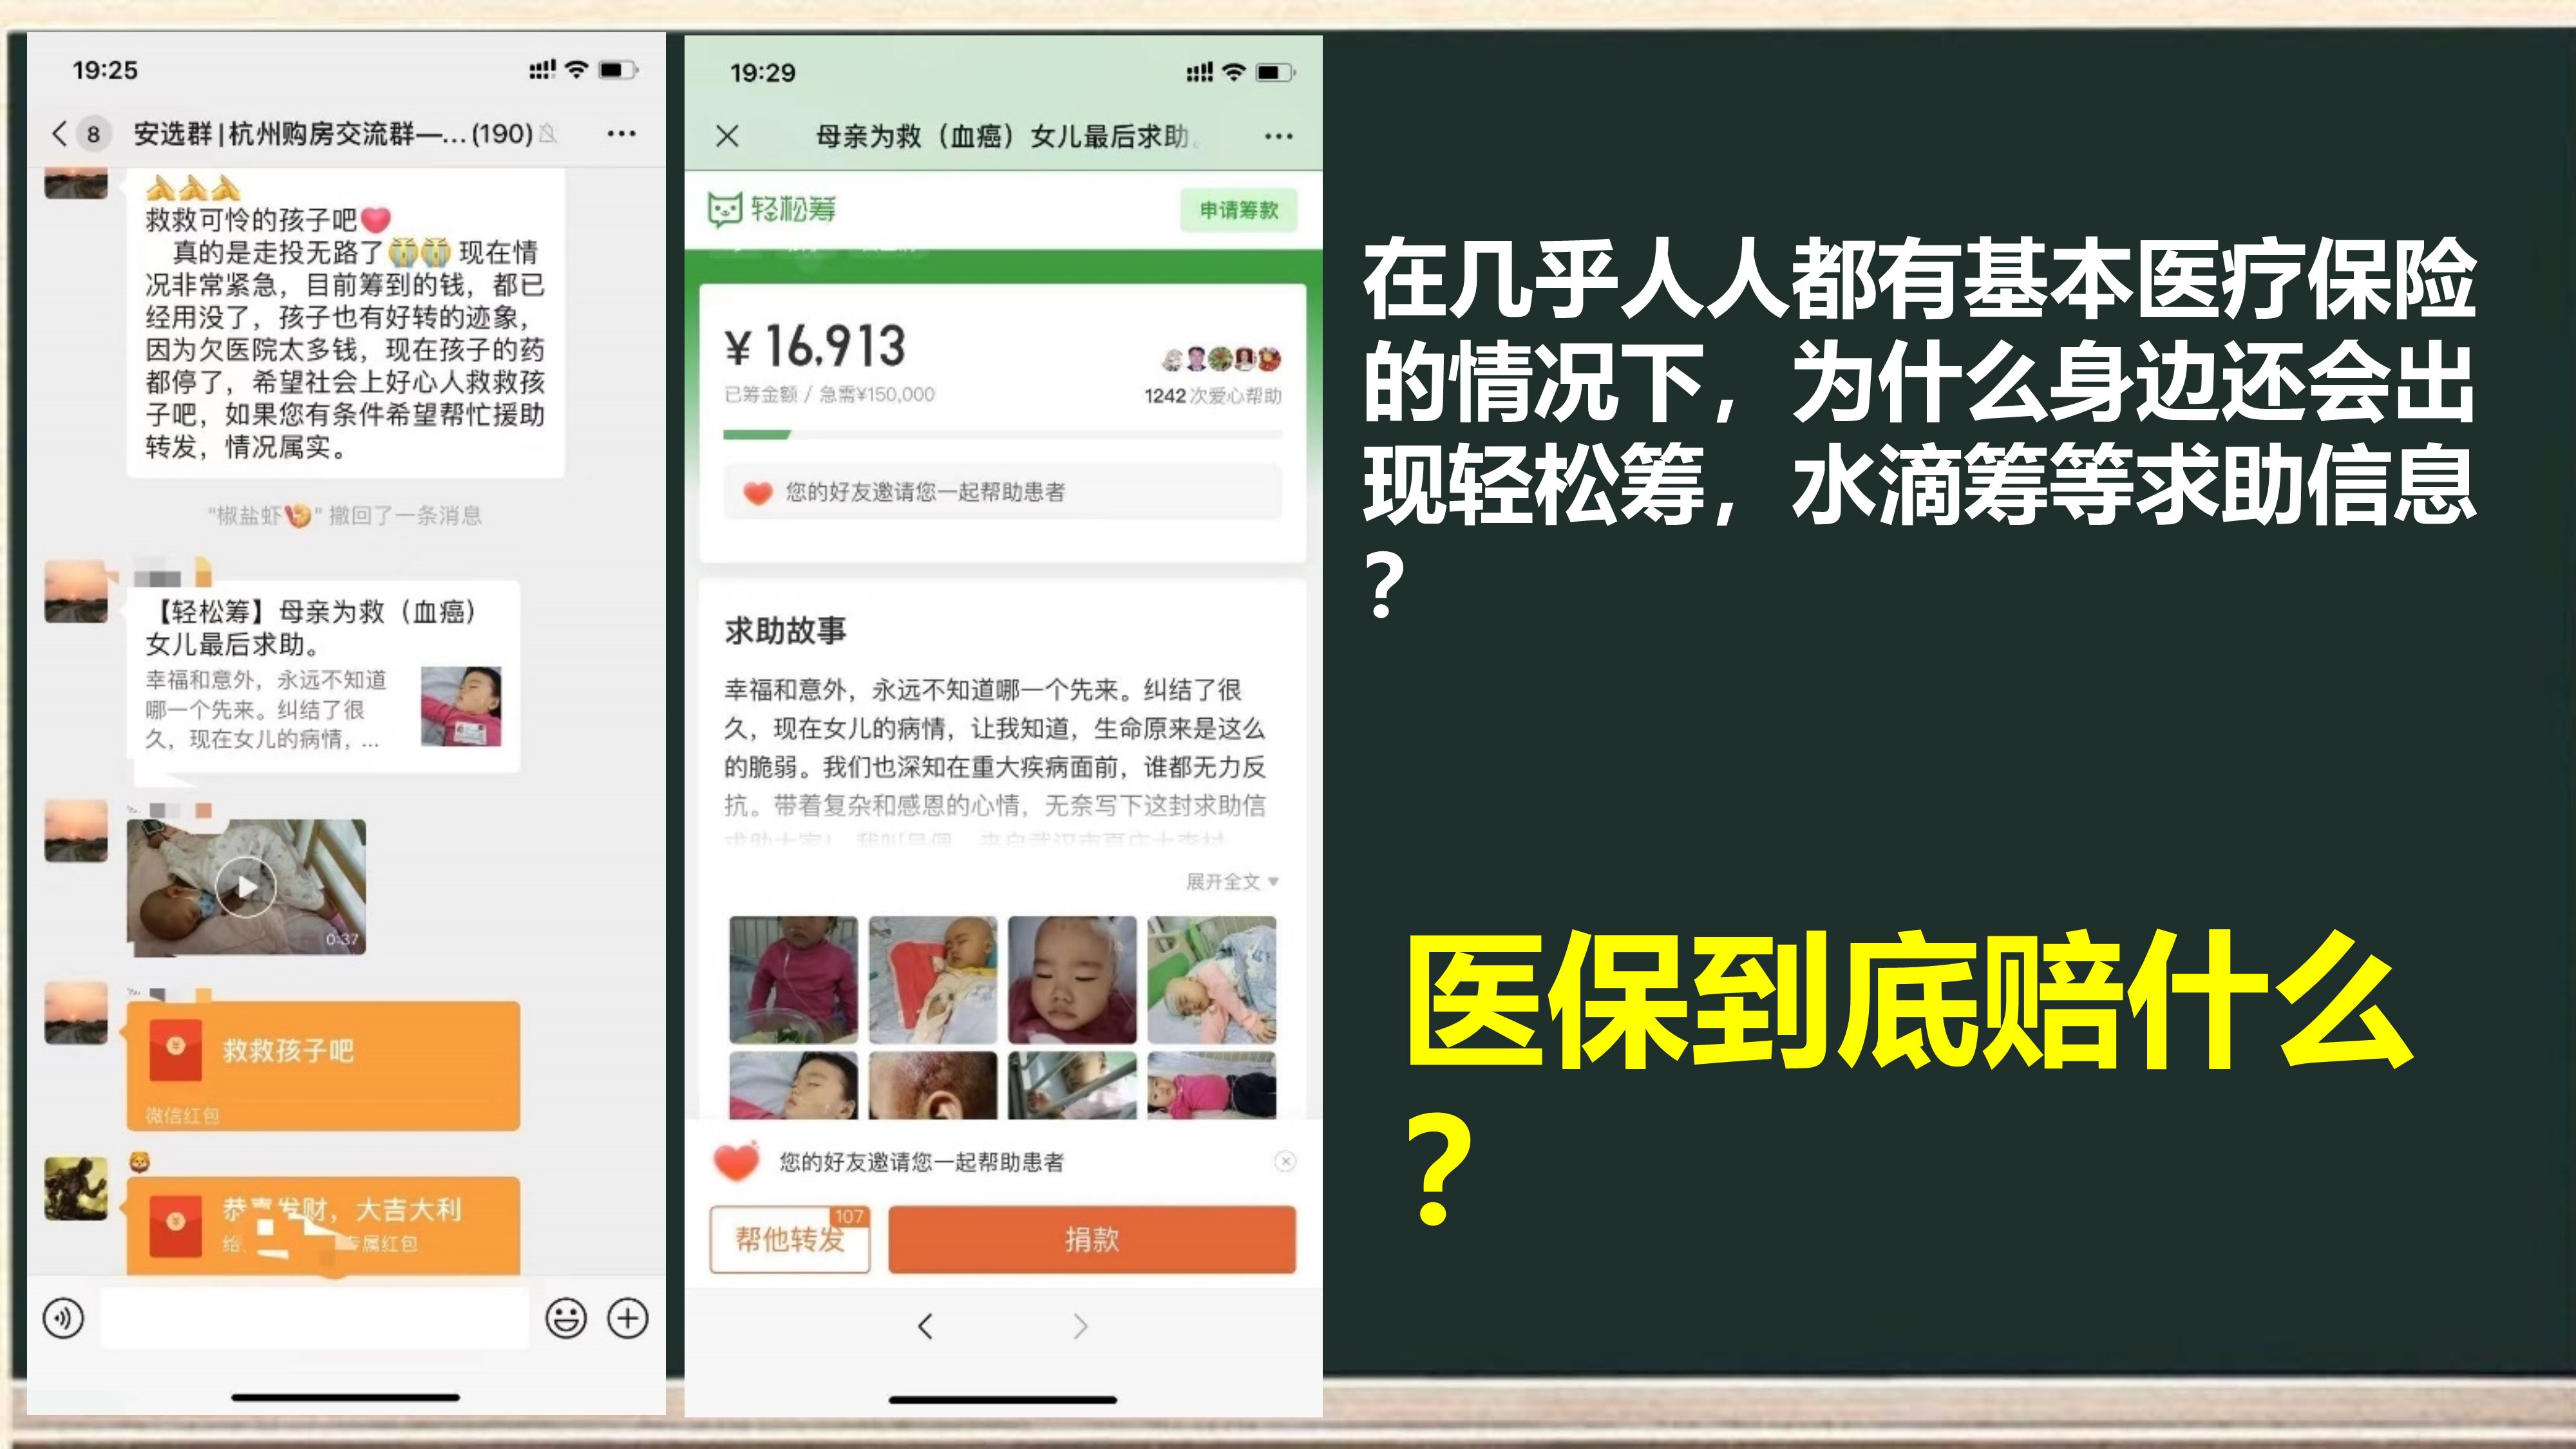 19:25
8 安选群|杭州购房交流群—...(190)
救救可怜的孩子吧
真的是走投无路了 现在情
况非常紧急，目前筹到的钱，都已
经用没了，孩子也有好转的迹象，
因为欠医院太多钱，现在孩子的药
都停了，希望社会上好心人救救孩
子吧，如果您有条件希望帮忙援助
转发，情况属实。
"椒盐虾" 撤回了一条消息
【轻松筹】母亲为救（血癌）
女儿最后求助。
幸福和意外，永远不知道
哪一个先来。纠结了很
久，现在女儿的病情，...
0:37
救救孩子吧
微信红包
恭喜发财，大吉大利
给 专属红包
19:29
母亲为救（血癌）女儿最后求助。
轻松筹
申请筹款
¥ 16,913
已筹金额 / 急需¥150,000
1242次爱心帮助
您的好友邀请您一起帮助患者
求助故事
幸福和意外，永远不知道哪一个先来。纠结了很
久，现在女儿的病情，让我知道，生命原来是这么
的脆弱。我们也深知在重大疾病面前，谁都无力反
抗。带着复杂和感恩的心情，无奈写下这封求助信
展开全文
您的好友邀请您一起帮助患者
帮他转发
107
捐款
在几乎人人都有基本医疗保险
的情况下，为什么身边还会出
现轻松筹，水滴筹等求助信息
？
医保到底赔什么
？